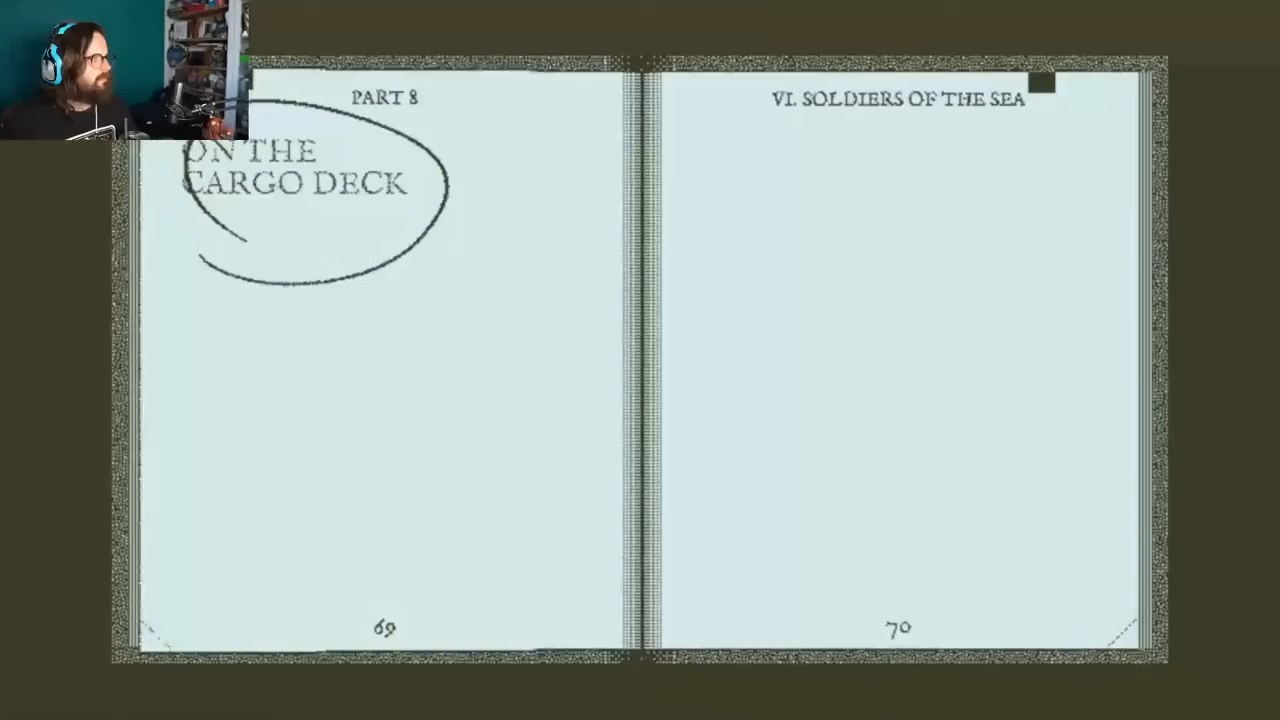 PART 8
VI. SOLDIERS OF THE SEA
ON THE
CARGO DECK
69
70